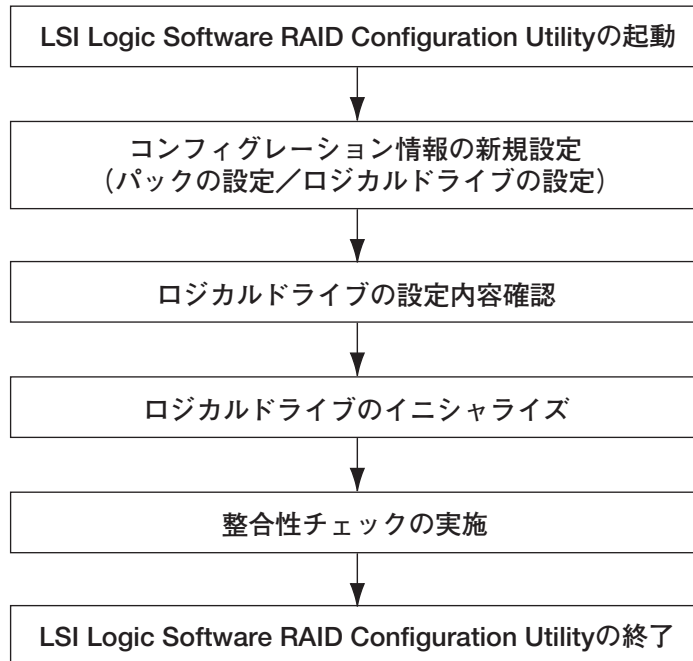 LSI Logic Software RAID Configuration Utilityの起動
コンフィグレーション情報の新規設定
（パックの設定／ロジカルドライブの設定）
ロジカルドライブの設定内容確認
ロジカルドライブのイニシャライズ
整合性チェックの実施
LSI Logic Software RAID Configuration Utilityの終了